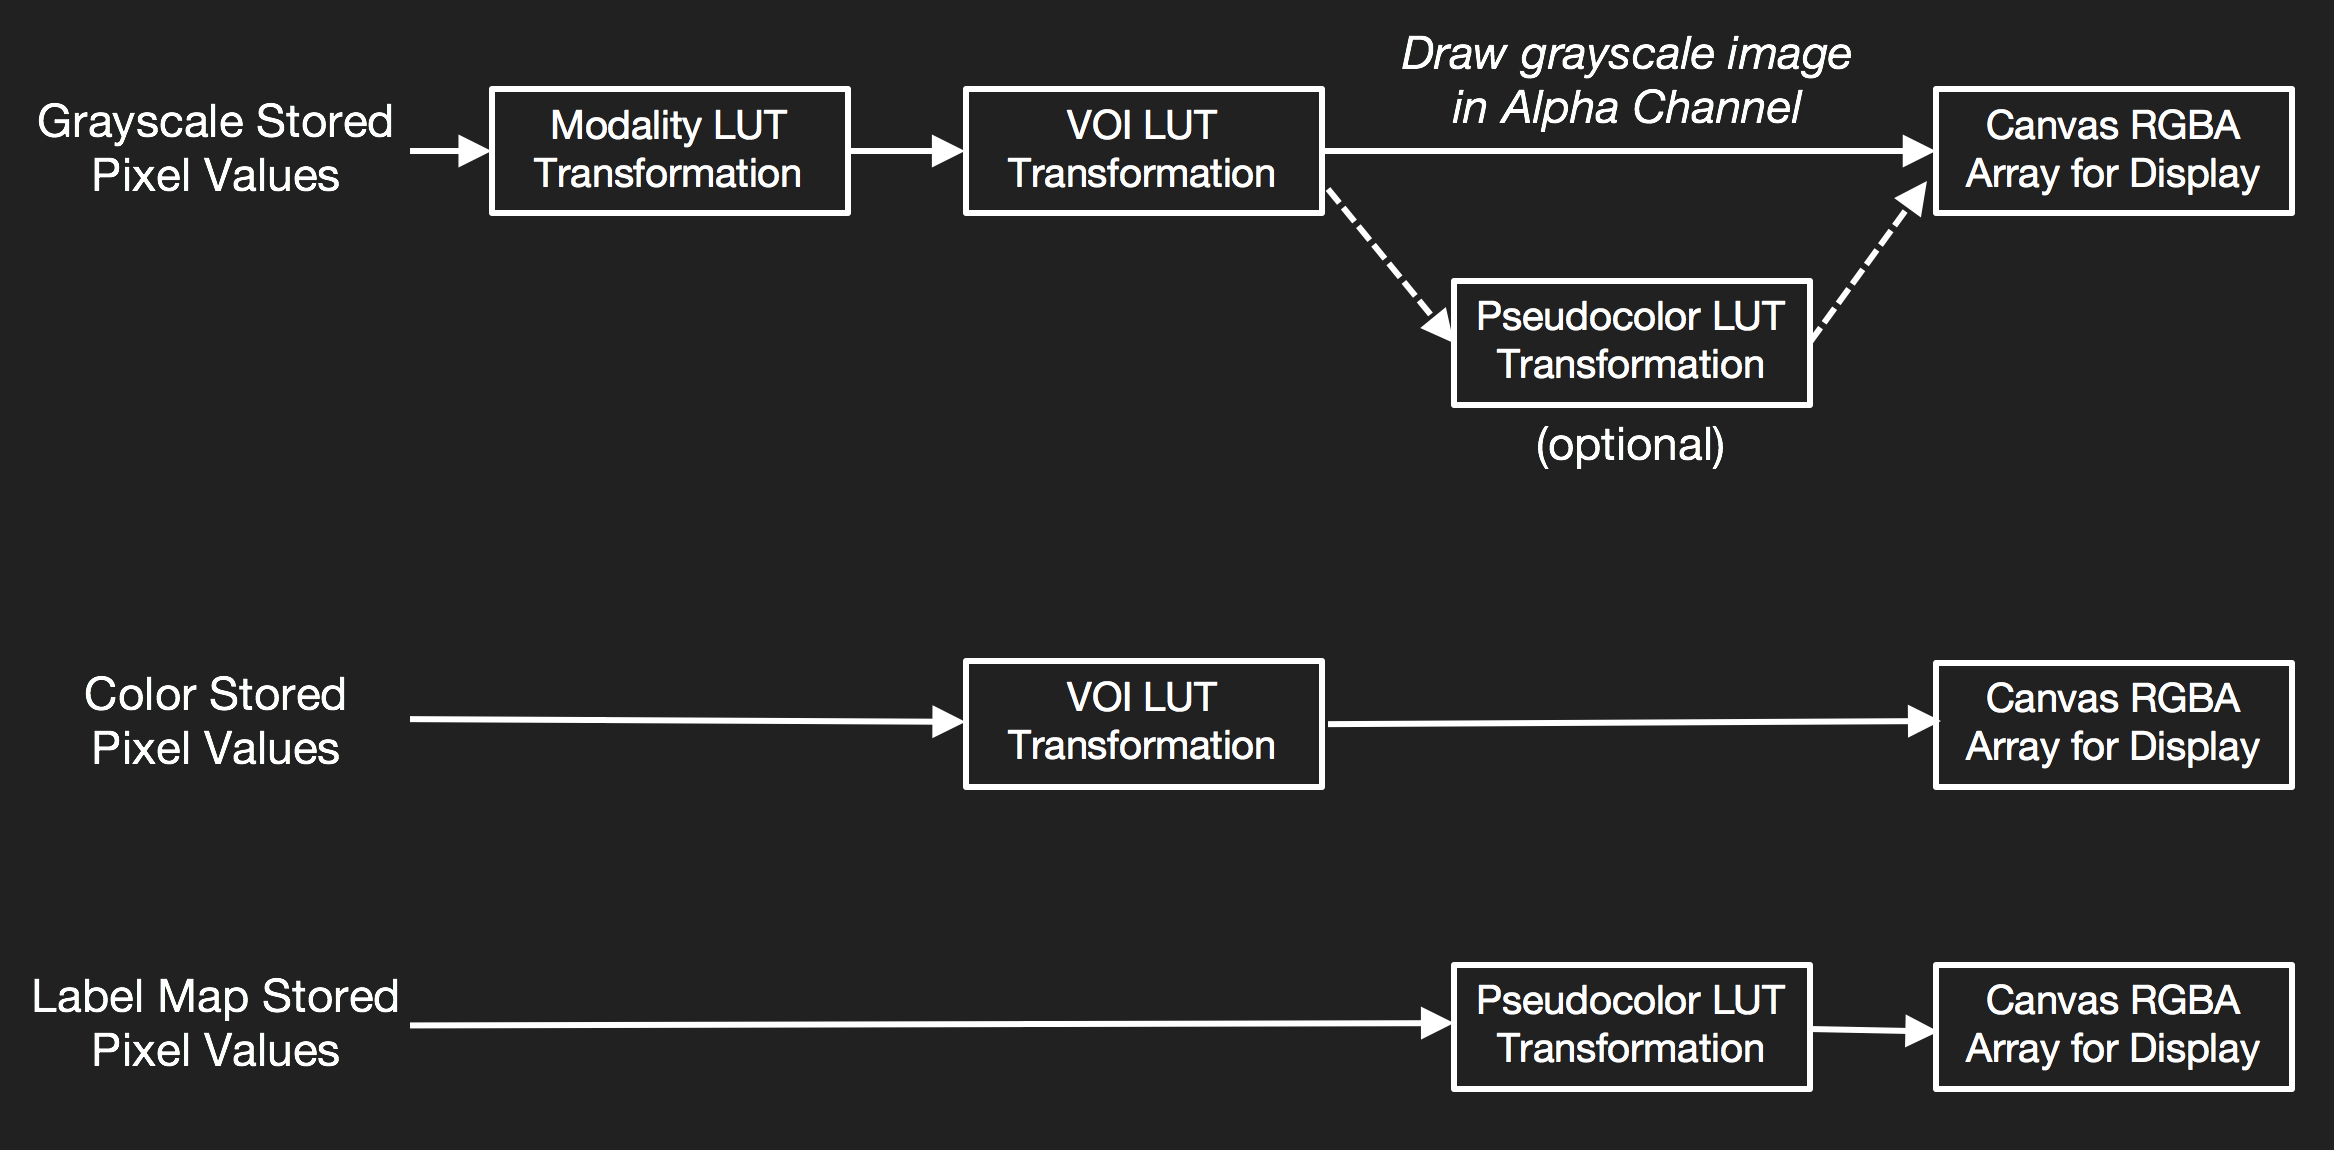 Draw grayscale image
in Alpha Channel
Grayscale Stored
Pixel Values
Modality LUT
Transformation
VOI LUT
Transformation
Canvas RGBA
Array for Display
Pseudocolor LUT
Transformation
(optional)
Color Stored
Pixel Values
VOI LUT
Transformation
Canvas RGBA
Array for Display
Label Map Stored
Pixel Values
Pseudocolor LUT
Transformation
Canvas RGBA
Array for Display